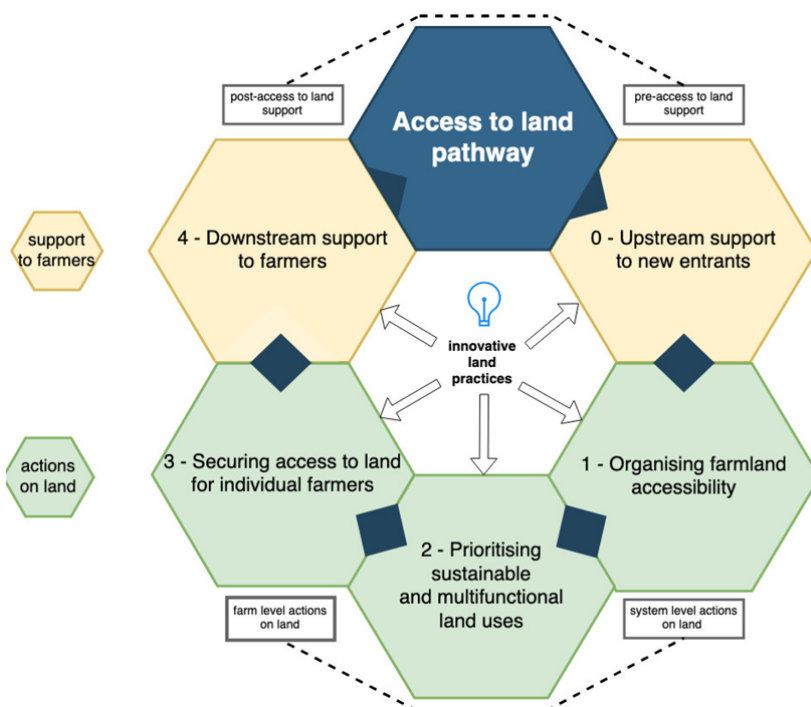 post-access to land
support
pre-access to land
support
Access to land
pathway
support
to farmers
4 - Downstream support
to farmers
0 - Upstream support
to new entrants
innovative
land
practices
actions
on land
3 - Securing access to land
for individual farmers
1 - Organising farmland
accessibility
2 - Prioritising
sustainable
and multifunctional
land uses
farm level actions
on land
system level actions
on land